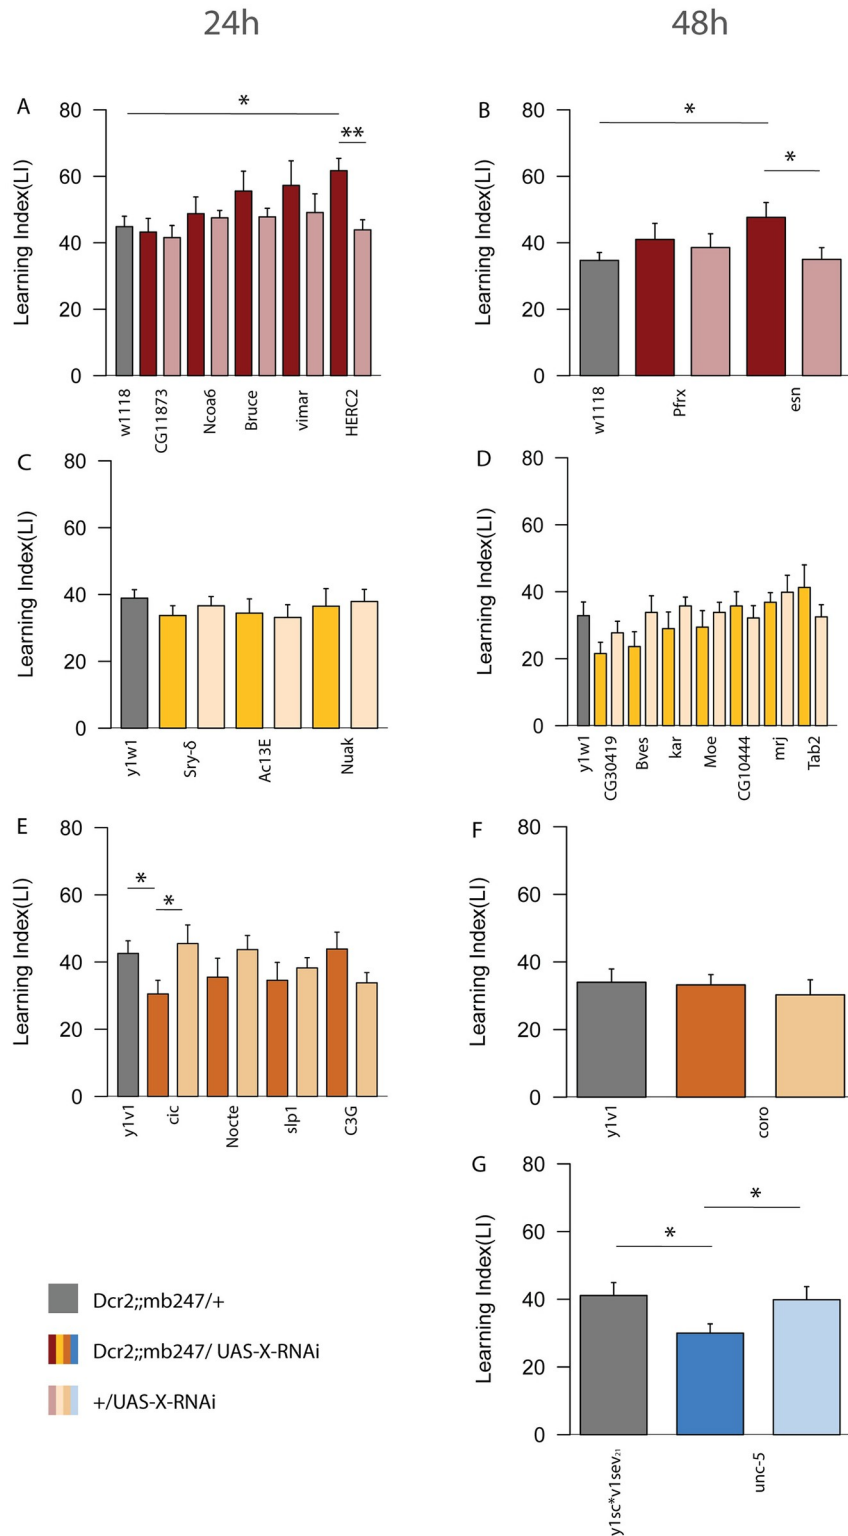 24h
48h
A
Learning Index(LI)
80
60
40
20
0
*
**
w1118
CG11873
Ncoa6
Bruce
vimar
HERC2
B
Learning Index(LI)
80
60
40
20
0
*
*
w1118
Pfrx
esn
C
Learning Index(LI)
80
60
40
20
0
y1w1
Sry-δ
Ac13E
Nuak
D
Learning Index(LI)
80
60
40
20
0
y1w1
CG30419
Bves
kar
Moe
CG10444
mrj
Tab2
E
Learning Index(LI)
80
60
40
20
0
*
*
y1v1
cic
Nocte
slp1
C3G
F
Learning Index(LI)
80
60
40
20
0
y1v1
coro
G
Learning Index(LI)
80
60
40
20
0
*
*
y1sc*v1sev₂₁
unc-5
Dcr2;;mb247/+
Dcr2;;mb247/ UAS-X-RNAi
+/UAS-X-RNAi